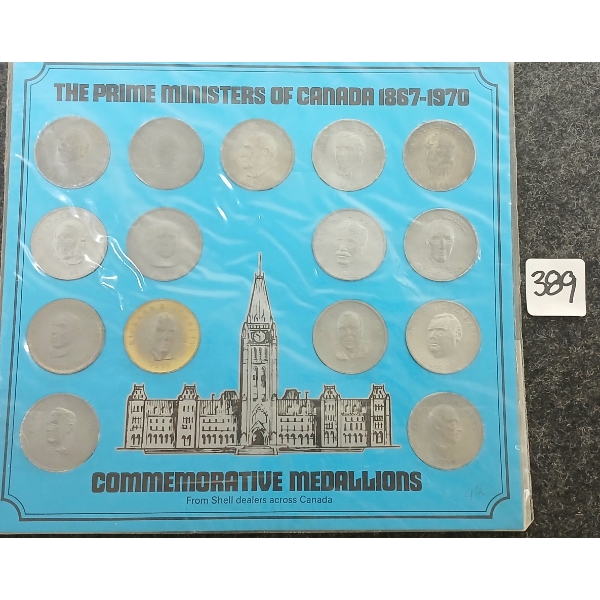 THE PRIME MINISTERS OF CANADA 1867-1970
389
COMMEMORATIVE MEDALLIONS
From Shell dealers across Canada